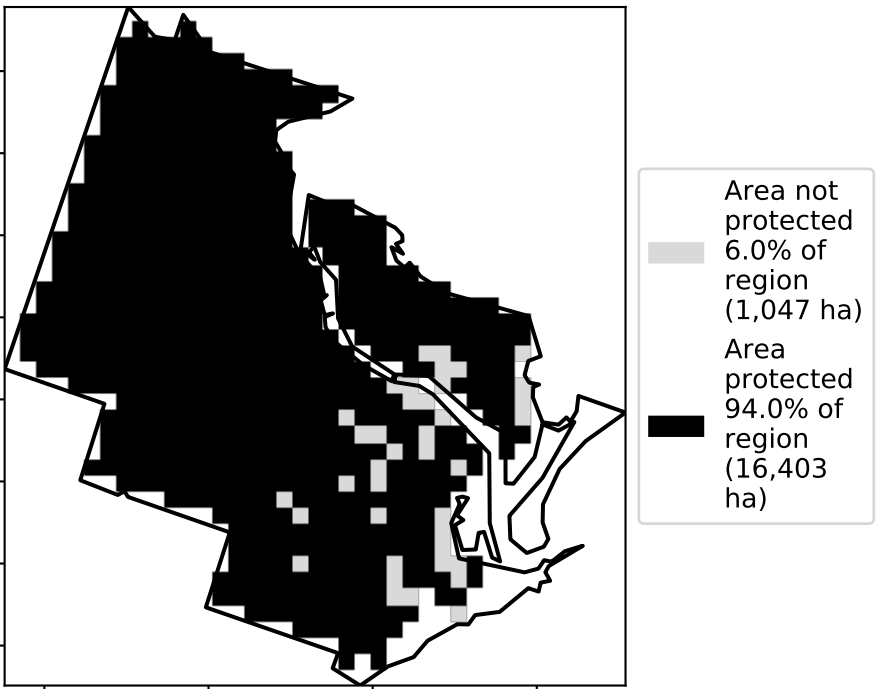 Area not
protected
6.0% of
region
(1,047 ha)
Area
protected
94.0% of
region
(16,403
ha)